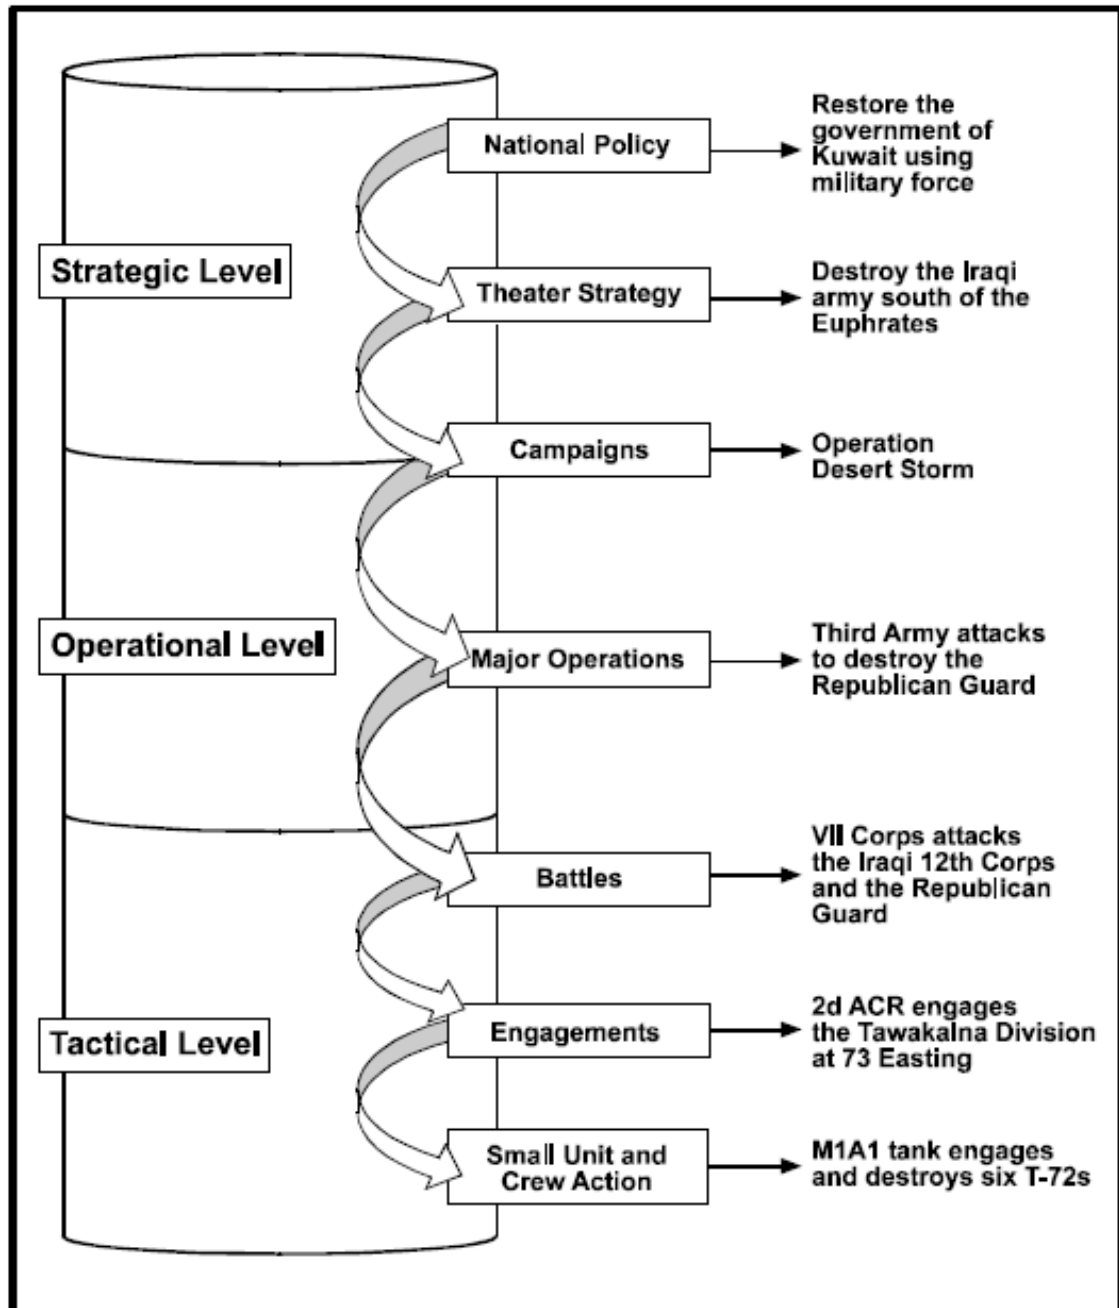 National Policy
Restore the
government of
Kuwait using
military force
Strategic Level
Theater Strategy
Destroy the Iraqi
army south of the
Euphrates
Campaigns
Operation
Desert Storm
Operational Level
Major Operations
Third Army attacks
to destroy the
Republican Guard
Battles
VII Corps attacks
the Iraqi 12th Corps
and the Republican
Guard
Tactical Level
Engagements
2d ACR engages
the Tawakalna Division
at 73 Easting
Small Unit and
Crew Action
M1A1 tank engages
and destroys six T-72s